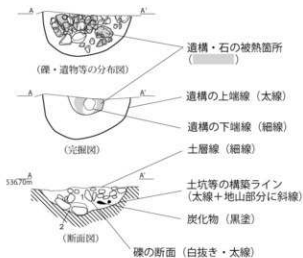 A A'
(礫・遺物等の分布図)
A A'
(完掘図)
A A'
536.70m
1
2
(断面図)
遺構・石の被熱箇所
( )
遺構の上端線(太線)
遺構の下端線(細線)
土層線(細線)
土坑等の構築ライン
(太線+地山部分に斜線)
炭化物(黒塗)
礫の断面(白抜き・太線)